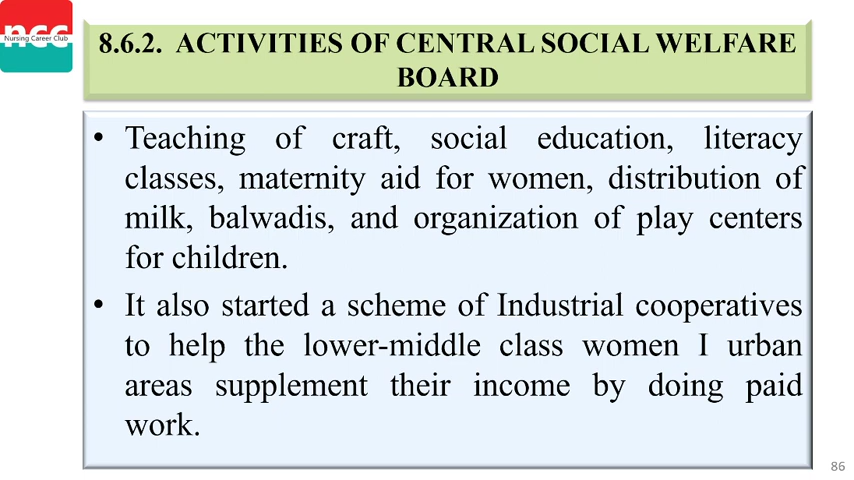 ncc
Nursing Career Club
8.6.2. ACTIVITIES OF CENTRAL SOCIAL WELFARE
BOARD
• Teaching of craft, social education, literacy
classes, maternity aid for women, distribution of
milk, balwadis, and organization of play centers
for children.
• It also started a scheme of Industrial cooperatives
to help the lower-middle class women I urban
areas supplement their income by doing paid
work.
86